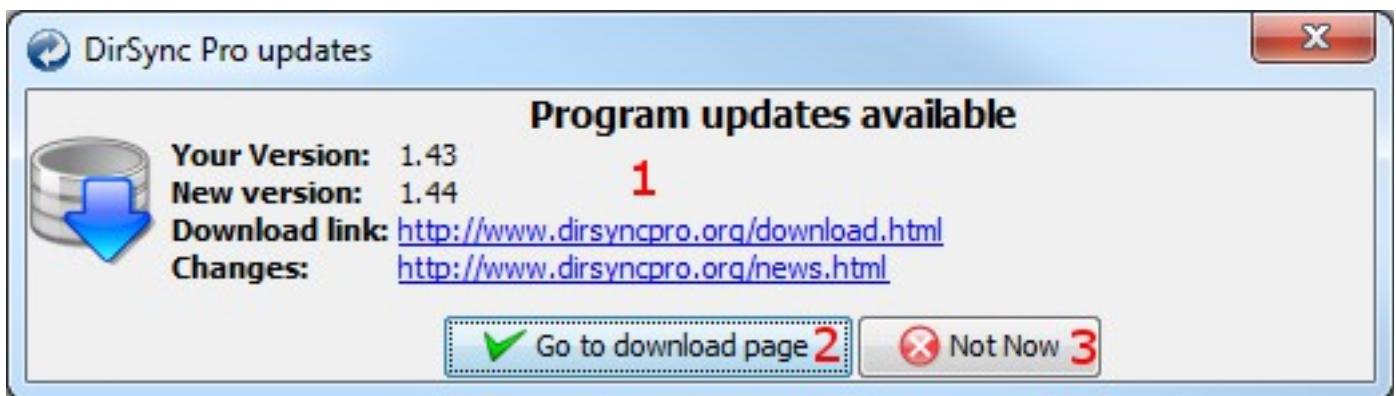 DirSync Pro updates
Program updates available
Your Version: 1.43
1
New version: 1.44
Download link: http://www.dirsyncpro.org/download.html
Changes: http://www.dirsyncpro.org/news.html
Go to download page 2 Not Now 3